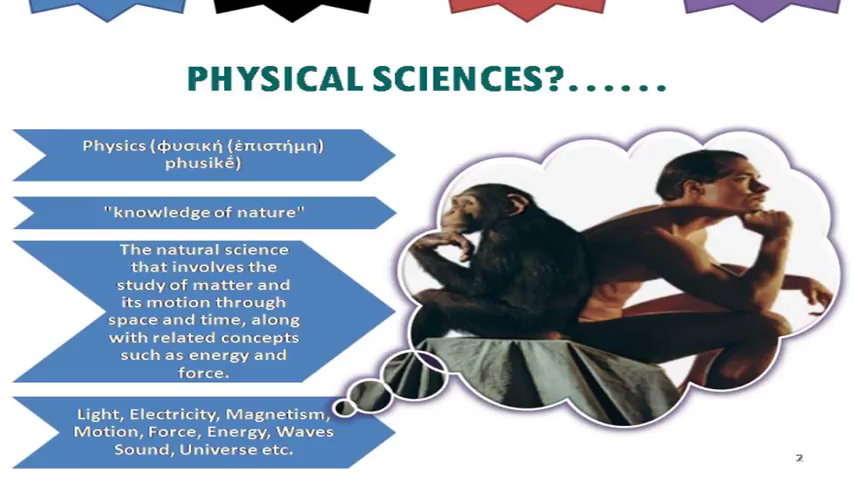 PHYSICAL SCIENCES?......
Physics (φυσική (ἐπιστήμη)
phusikḗ)
"knowledge of nature"
The natural science
that involves the
study of matter and
its motion through
space and time, along
with related concepts
such as energy and
force.
Light, Electricity, Magnetism,
Motion, Force, Energy, Waves
Sound, Universe etc.
2